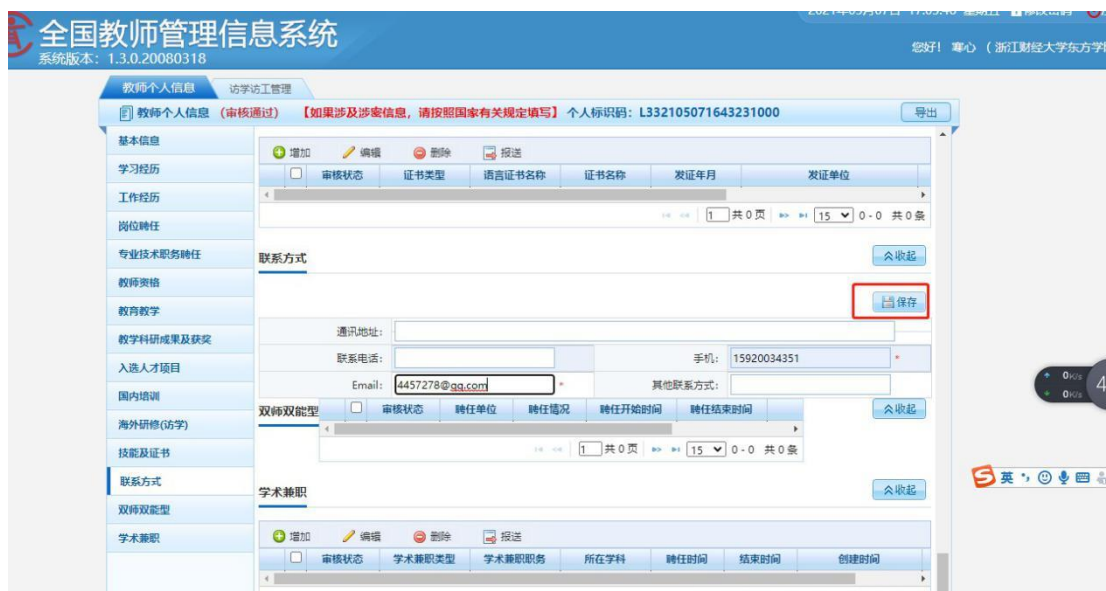 全国教师管理信息系统
系统版本: 1.3.0.20080318
您好! 寒心 ( 浙江财经大学东方学
教师个人信息 访学访工管理
教师个人信息 (审核通过) 【如果涉及涉密信息，请按照国家有关规定填写】 个人标识码: L332105071643231000 导出
基本信息
学习经历
工作经历
岗位聘任
专业技术职务聘任
教师资格
教育教学
教学科研成果及获奖
入选人才项目
国内培训
海外研修(访学)
技能及证书
联系方式
双师双能型
学术兼职
增加 编辑 删除 报送
审核状态 证书类型 语言证书名称 证书名称 发证年月 发证单位
1 共 0 页 15 0 - 0 共 0 条
联系方式 收起
保存
通讯地址:
联系电话: 手机: 15920034351 *
Email: 4457278@qq.com * 其他联系方式:
双师双能型 审核状态 聘任单位 聘任情况 聘任开始时间 聘任结束时间 收起
1 共 0 页 15 0 - 0 共 0 条
学术兼职 收起
增加 编辑 删除 报送
审核状态 学术兼职类型 学术兼职职务 所在学科 聘任时间 结束时间 创建时间
0K/s
0K/s
4
英